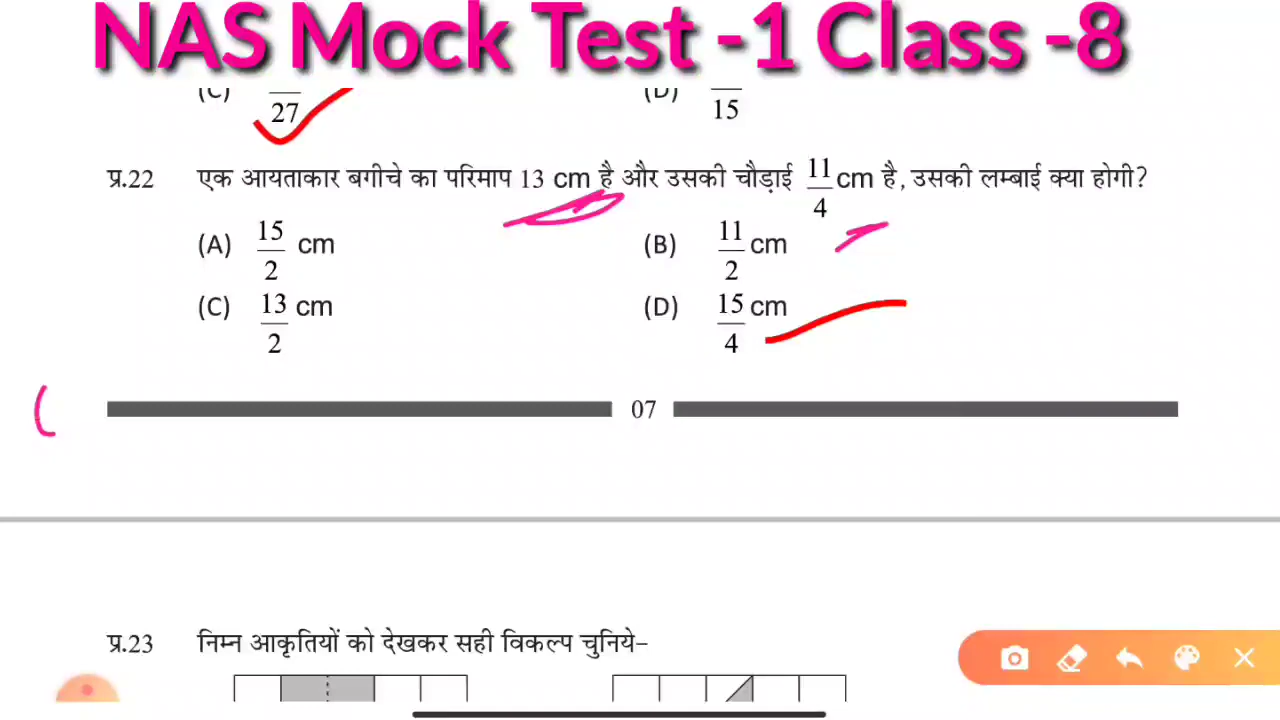 NAS Mock Test -1 Class -8
(C) 27 (D) 15
प्र.22 एक आयताकार बगीचे का परिमाप 13 cm है और उसकी चौड़ाई 11/4 cm है, उसकी लम्बाई क्या होगी?
(A) 15/2 cm (B) 11/2 cm
(C) 13/2 cm (D) 15/4 cm
07
प्र.23 निम्न आकृतियों को देखकर सही विकल्प चुनिये-